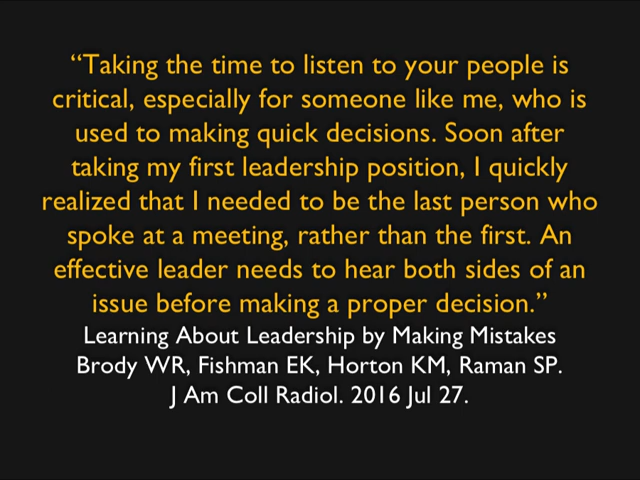 “Taking the time to listen to your people is
critical, especially for someone like me, who is
used to making quick decisions. Soon after
taking my first leadership position, I quickly
realized that I needed to be the last person who
spoke at a meeting, rather than the first. An
effective leader needs to hear both sides of an
issue before making a proper decision.”
Learning About Leadership by Making Mistakes
Brody WR, Fishman EK, Horton KM, Raman SP.
J Am Coll Radiol. 2016 Jul 27.